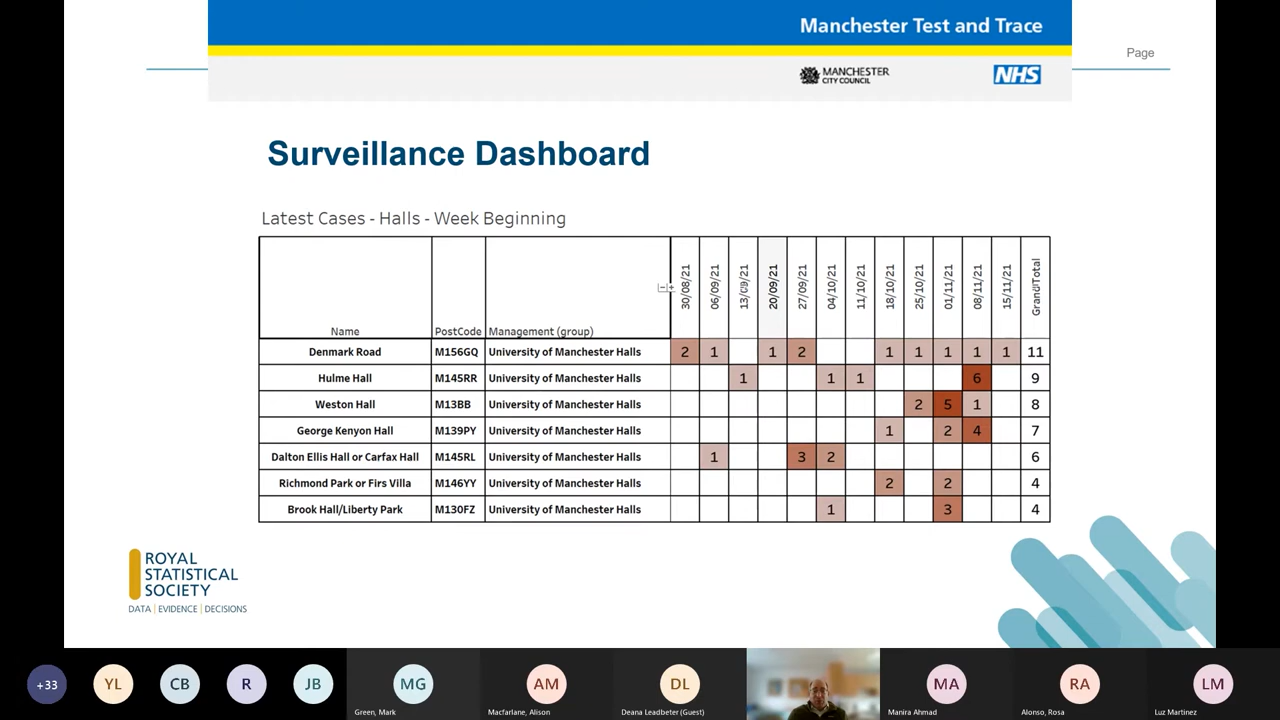 Manchester Test and Trace
Page
MANCHESTER
CITY COUNCIL
NHS
Surveillance Dashboard
Latest Cases - Halls - Week Beginning
Name PostCode Management (group) 30/08/21 06/09/21 13/09/21 20/09/21 27/09/21 04/10/21 11/10/21 18/10/21 25/10/21 01/11/21 08/11/21 15/11/21 Grand Total
Denmark Road M156GQ University of Manchester Halls 2 1 1 2 1 1 1 1 1 11
Hulme Hall M145RR University of Manchester Halls 1 1 1 6 9
Weston Hall M13BB University of Manchester Halls 2 5 1 8
George Kenyon Hall M139PY University of Manchester Halls 1 2 4 7
Dalton Ellis Hall or Carfax Hall M145RL University of Manchester Halls 1 3 2 6
Richmond Park or Firs Villa M146YY University of Manchester Halls 2 2 4
Brook Hall/Liberty Park M130FZ University of Manchester Halls 1 3 4
ROYAL
STATISTICAL
SOCIETY
DATA | EVIDENCE | DECISIONS
+33 YL CB R JB MG AM DL MA RA LM
Green, Mark Macfarlane, Alison Deana Leadbeter (Guest) Manira Ahmad Alonso, Rosa Luz Martinez